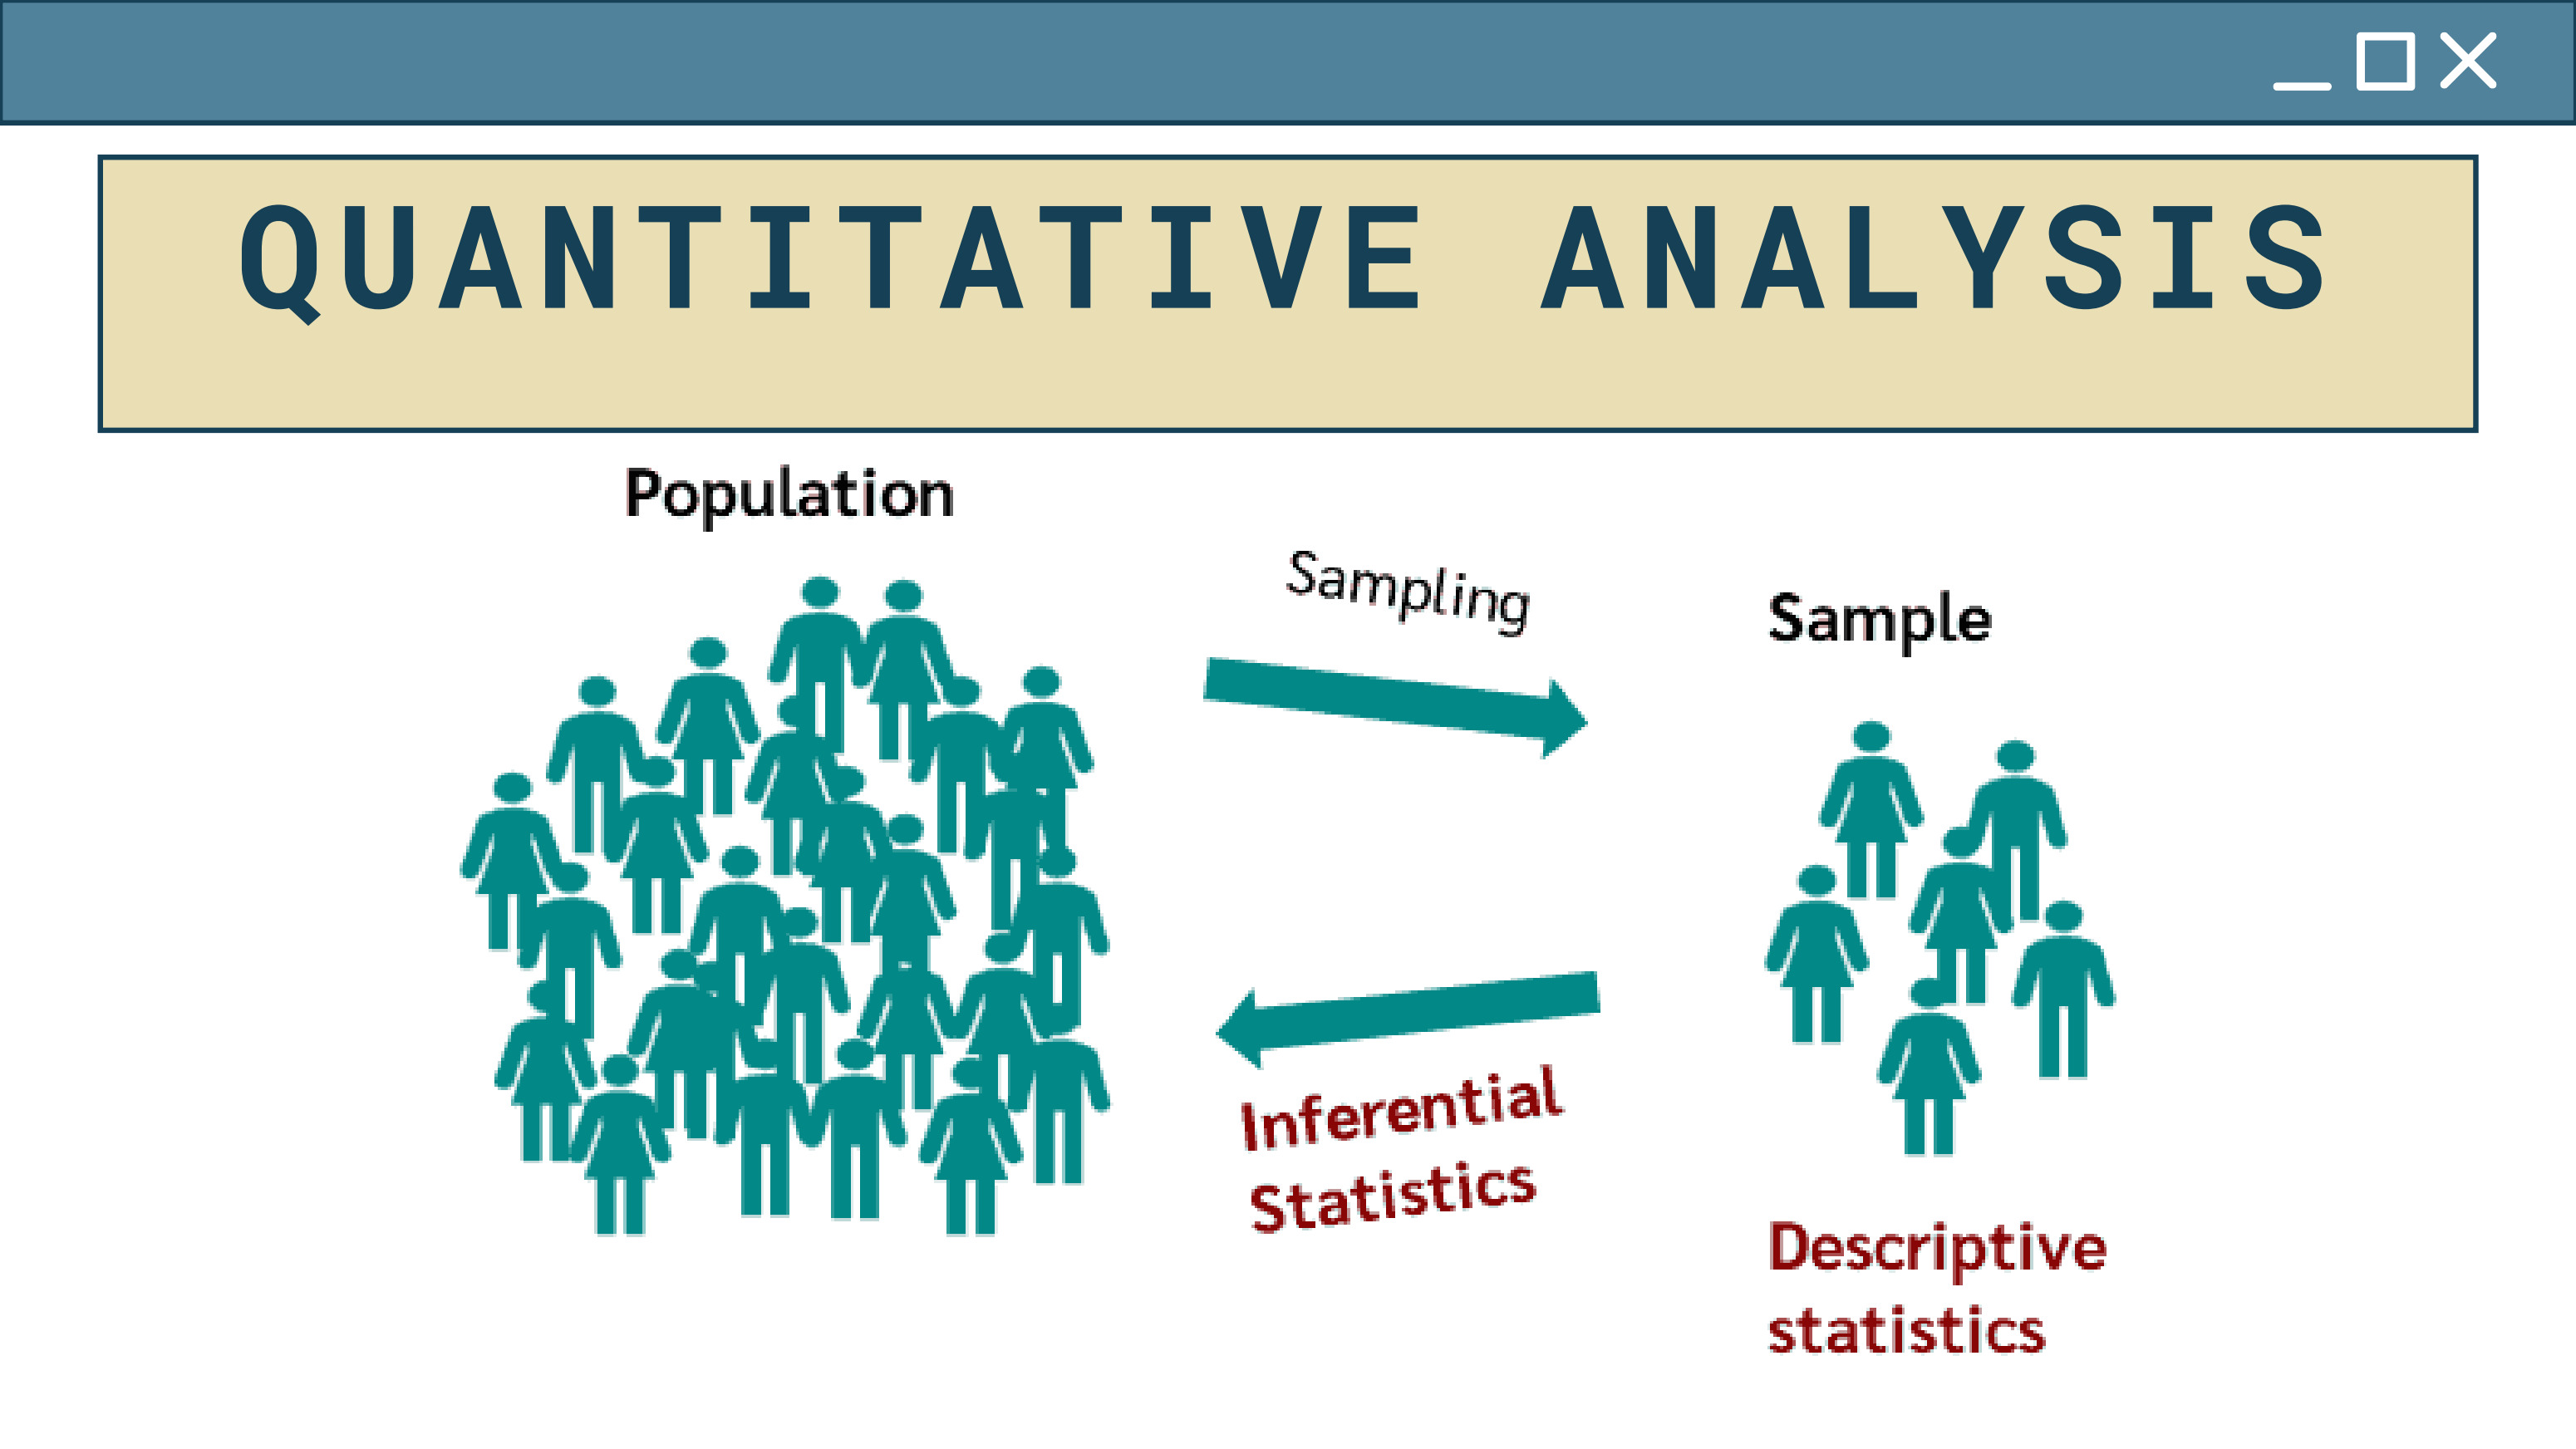 QUANTITATIVE ANALYSIS
Population
Sampling
Sample
Inferential
Statistics
Descriptive
statistics